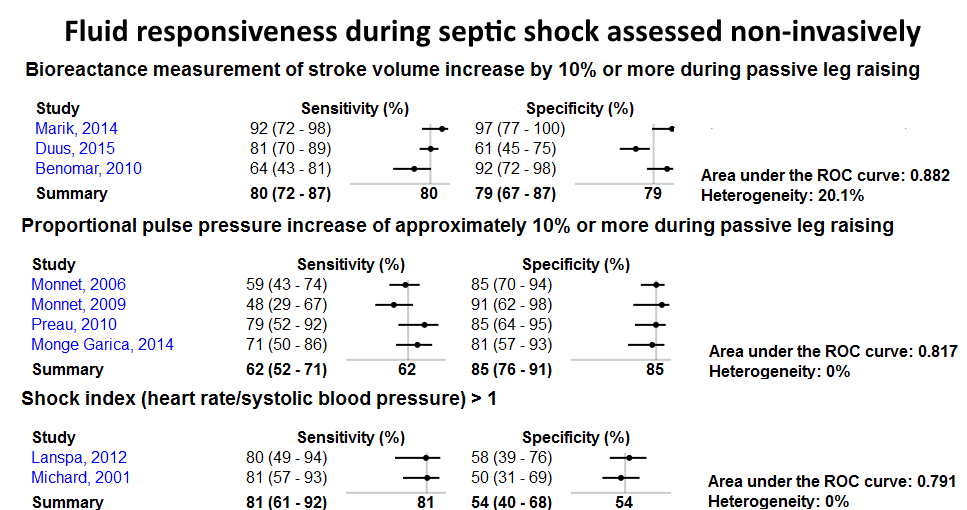 Fluid responsiveness during septic shock assessed non-invasively
Bioreactance measurement of stroke volume increase by 10% or more during passive leg raising
Study Sensitivity (%) Specificity (%)
Marik, 2014 92 (72 - 98) 97 (77 - 100)
Duus, 2015 81 (70 - 89) 61 (45 - 75)
Benomar, 2010 64 (43 - 81) 92 (72 - 98)
Area under the ROC curve: 0.882
Summary 80 (72 - 87) 80 79 (67 - 87) 79
Heterogeneity: 20.1%
Proportional pulse pressure increase of approximately 10% or more during passive leg raising
Study Sensitivity (%) Specificity (%)
Monnet, 2006 59 (43 - 74) 85 (70 - 94)
Monnet, 2009 48 (29 - 67) 91 (62 - 98)
Preau, 2010 79 (52 - 92) 85 (64 - 95)
Monge Garica, 2014 71 (50 - 86) 81 (57 - 93)
Area under the ROC curve: 0.817
Summary 62 (52 - 71) 62 85 (76 - 91) 85
Heterogeneity: 0%
Shock index (heart rate/systolic blood pressure) > 1
Study Sensitivity (%) Specificity (%)
Lanspa, 2012 80 (49 - 94) 58 (39 - 76)
Michard, 2001 81 (57 - 93) 50 (31 - 69)
Area under the ROC curve: 0.791
Summary 81 (61 - 92) 81 54 (40 - 68) 54
Heterogeneity: 0%